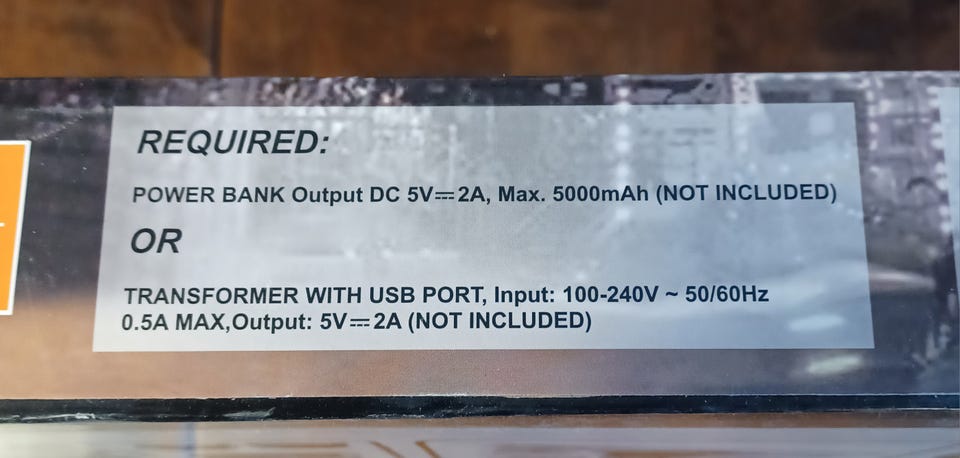 REQUIRED:
POWER BANK Output DC 5V⎓2A, Max. 5000mAh (NOT INCLUDED)
OR
TRANSFORMER WITH USB PORT, Input: 100-240V ~ 50/60Hz
0.5A MAX,Output: 5V⎓2A (NOT INCLUDED)